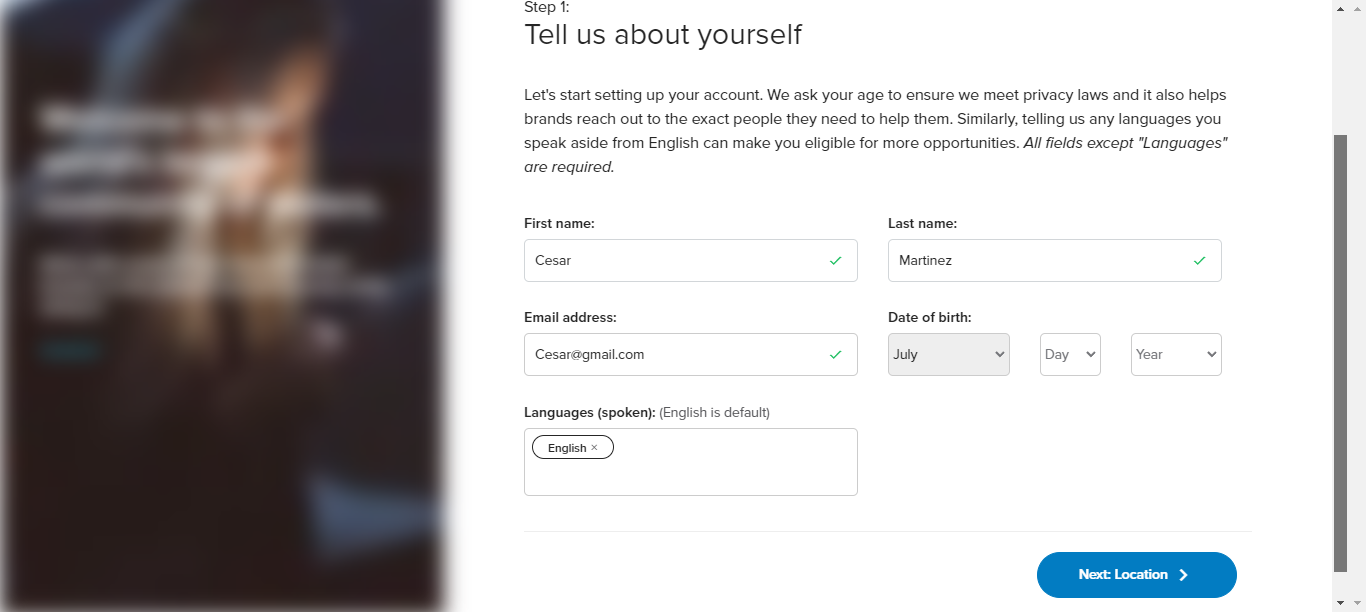 Step 1:
Tell us about yourself
Let's start setting up your account. We ask your age to ensure we meet privacy laws and it also helps
brands reach out to the exact people they need to help them. Similarly, telling us any languages you
speak aside from English can make you eligible for more opportunities. All fields except "Languages"
are required.
First name:
Last name:
Cesar
Martinez
Email address:
Date of birth:
Cesar@gmail.com
July
Day
Year
Languages (spoken): (English is default)
English ×
Next: Location